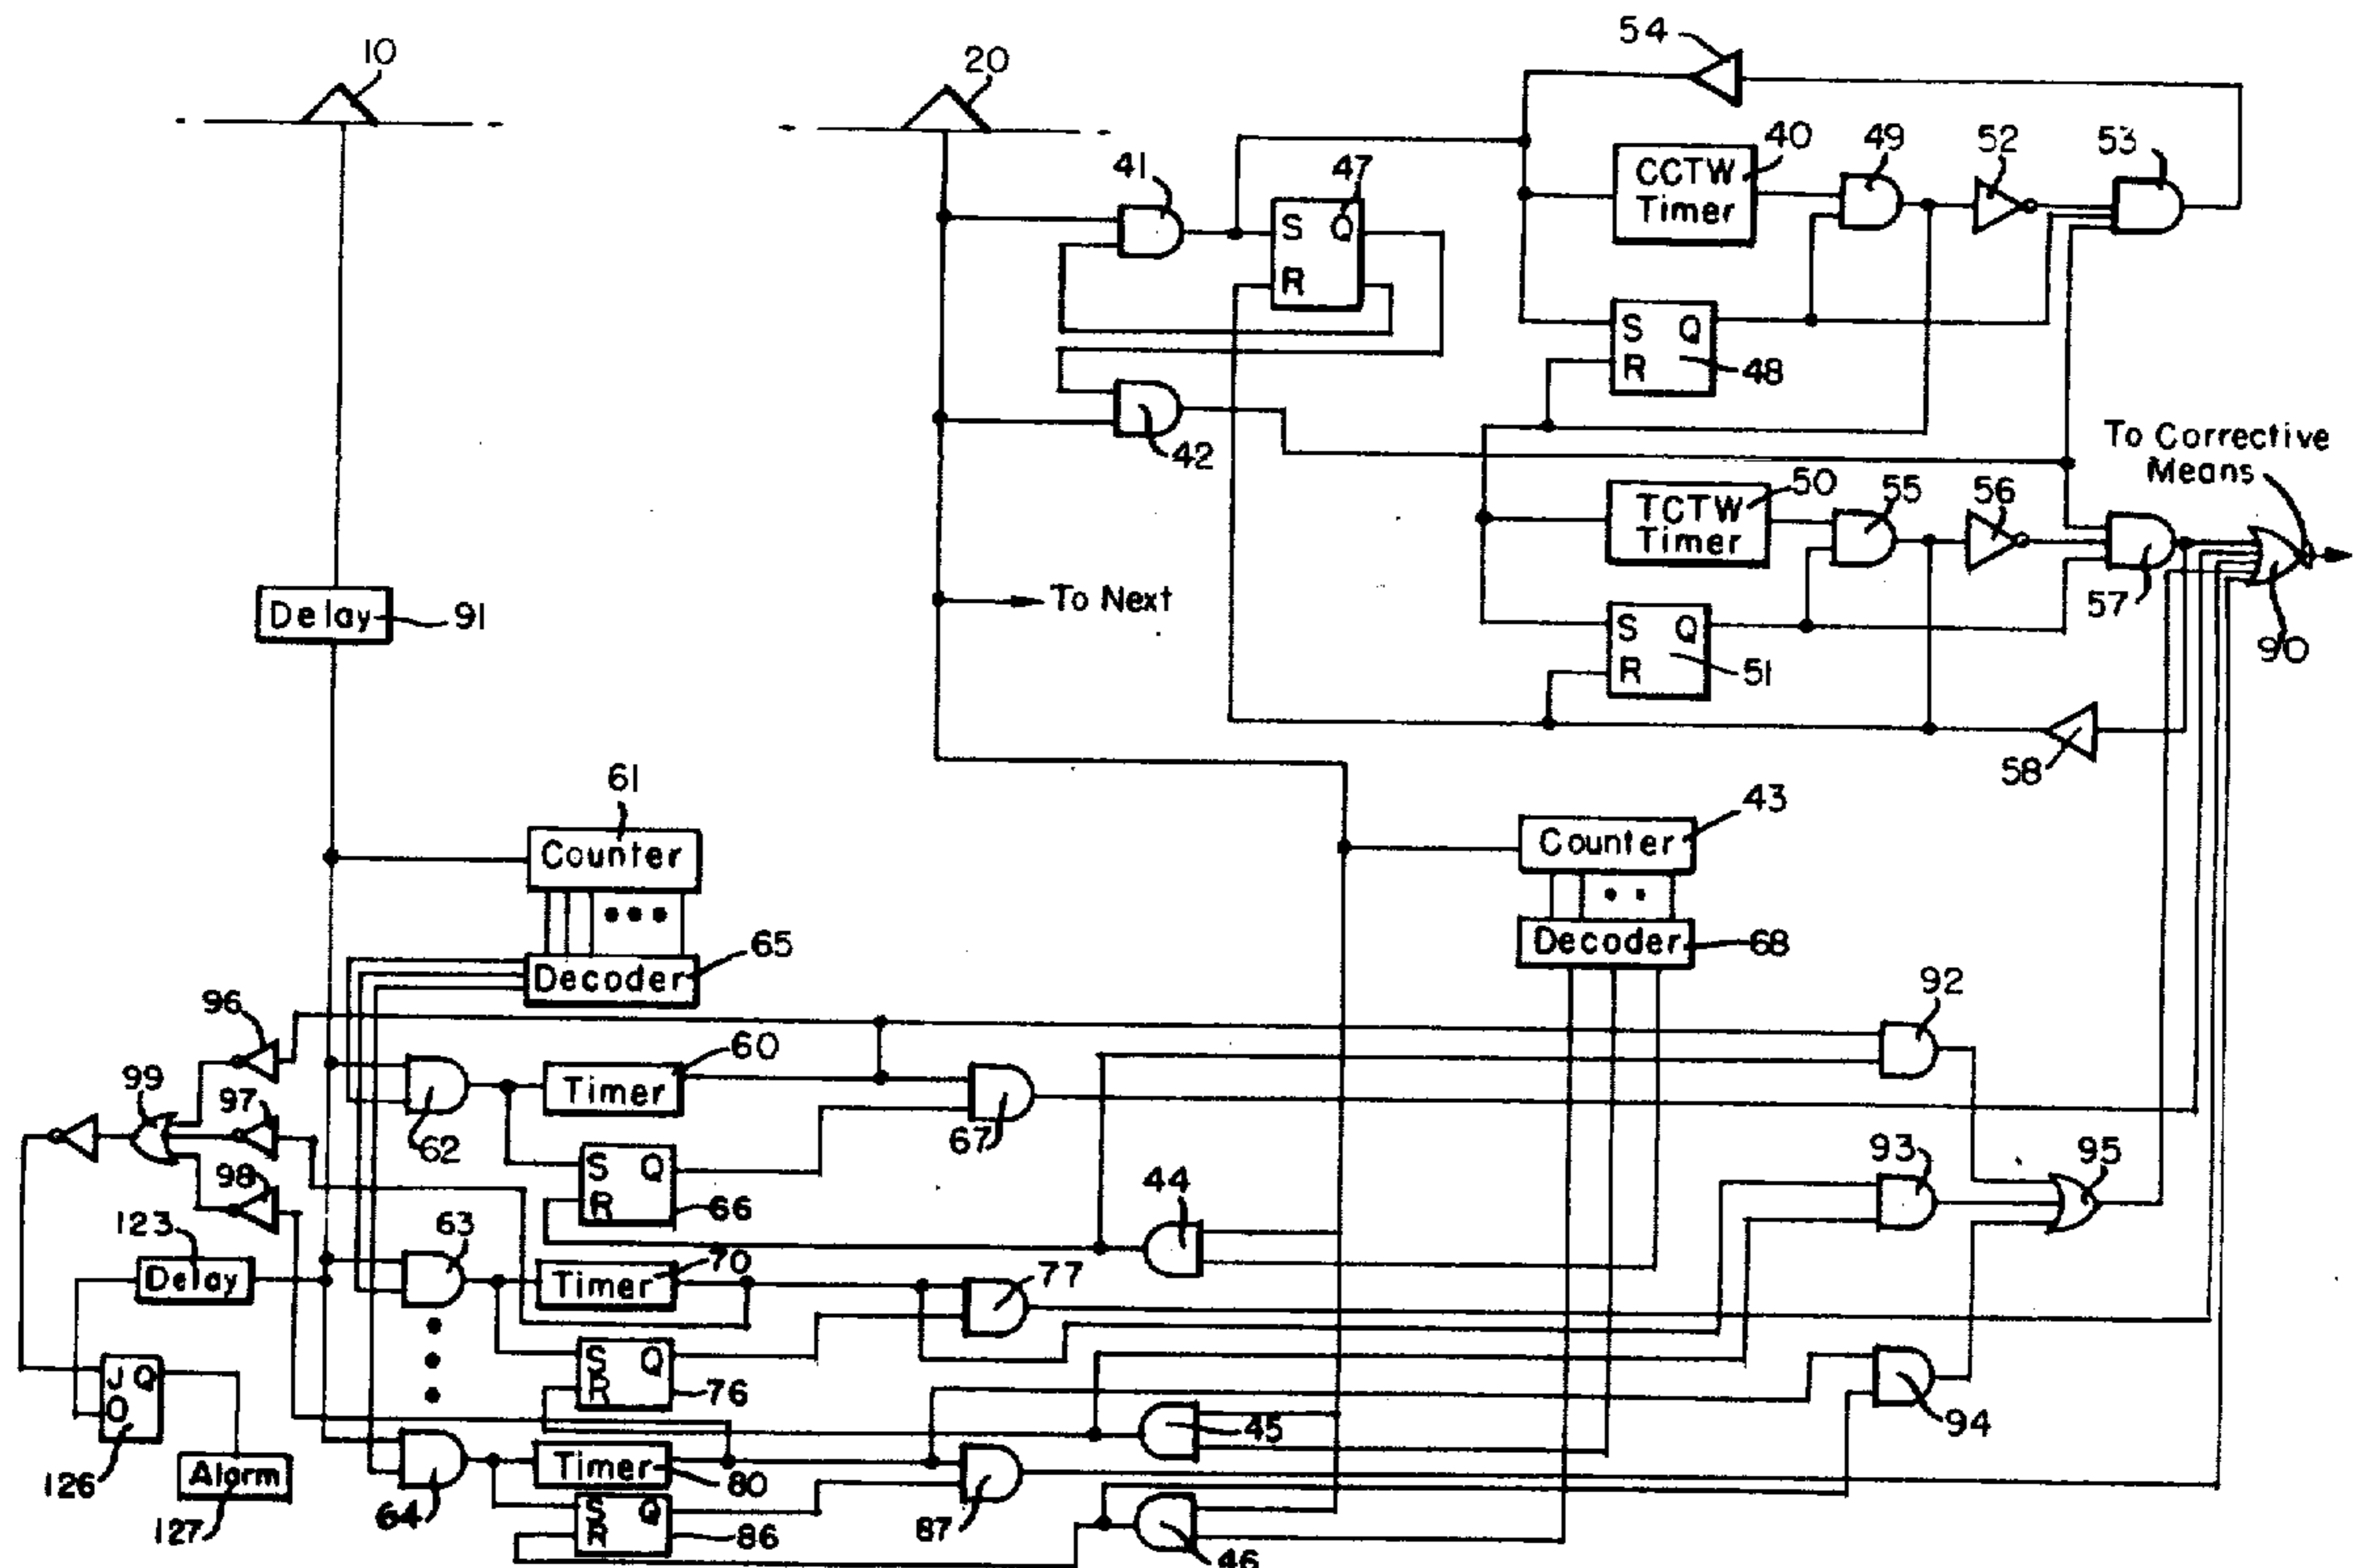 10
20
54
40
49
52
53
41
47
CCTW
Timer
S Q
R
S Q
R
48
42
To Corrective
Means
50
55
56
TCTW
Timer
57
90
Delay
91
To Next
S Q
R
51
58
61
Counter
43
Counter
65
Decoder
Decoder
68
96
92
60
Timer
99
97
62
67
S Q
R
66
98
44
93
95
123
63
70
Delay
Timer
77
S Q
R
76
J Q
O
126
45
94
Alarm
127
64
Timer
80
S Q
R
86
87
46